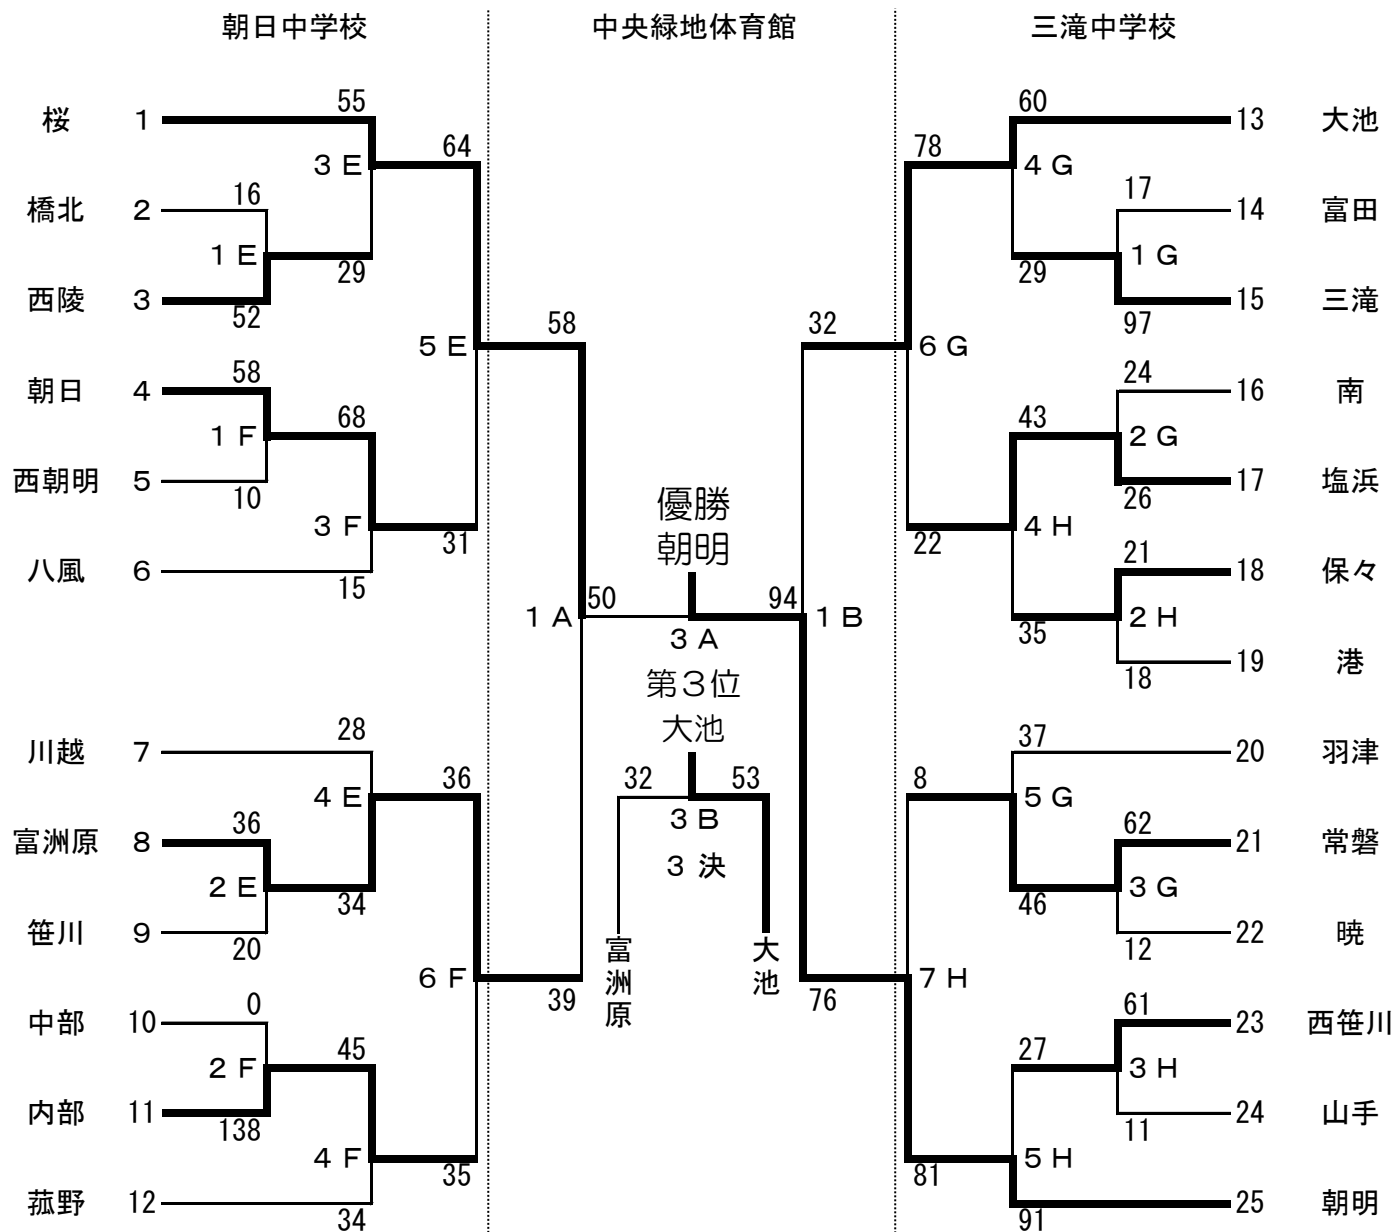 朝日中学校 中央緑地体育館 三滝中学校
55 60
桜 1 13 大池
64 78
3 E 4 G
16 17
橋北 2 14 富田
1 E 1 G
29 29
西陵 3 15 三滝
52 97
58 32
5 E 6 G
58 24
朝日 4 16 南
68 43
1 F 2 G
西朝明 5 17 塩浜
10 26
優勝
3 F 4 H
31 22
朝明
21
八風 6 18 保々
15
50 94
1 A 1 B 2 H
3 A 35
港 19
18
第3位
28 大池 37
川越 7 20 羽津
36 32 53 8
4 E 5 G
3 B
36 62
富洲原 8 21 常磐
3 決
2 E 3 G
34 46
笹川 9 22 暁
20 12
富洲原 大池
6 F 7 H
39 76
0 61
中部 10 23 西笹川
45 27
2 F 3 H
内部 11 24 山手
138 11
4 F 5 H
35 81
菰野 12 25 朝明
34 91